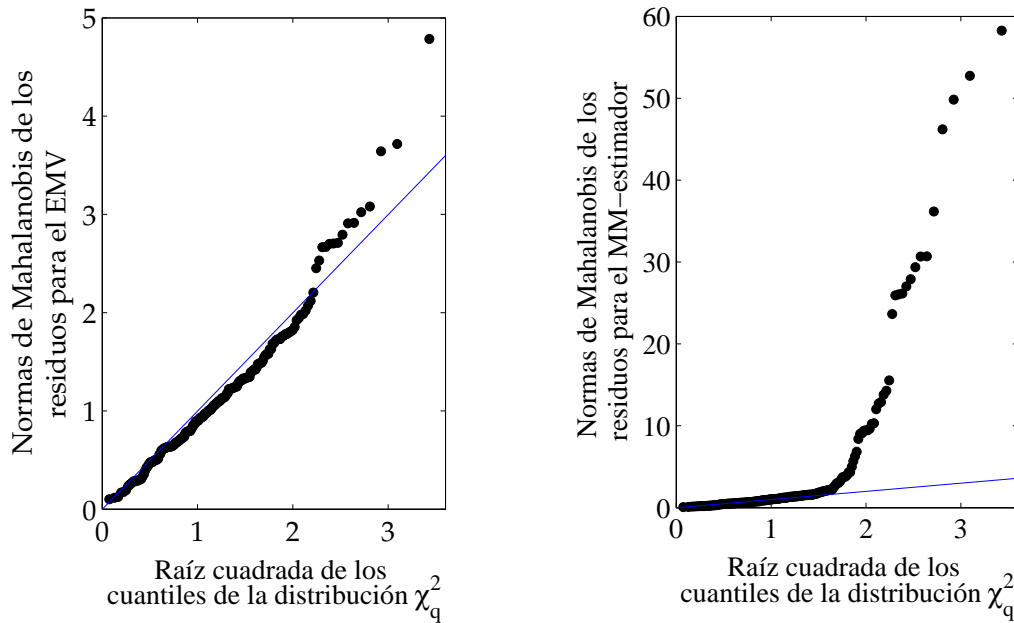 Normas de Mahalanobis de los
residuos para el EMV
5
4
3
2
1
0
0 1 2 3
Raíz cuadrada de los
cuantiles de la distribución χ²q
Normas de Mahalanobis de los
residuos para el MM−estimador
60
50
40
30
20
10
0
0 1 2 3
Raíz cuadrada de los
cuantiles de la distribución χ²q